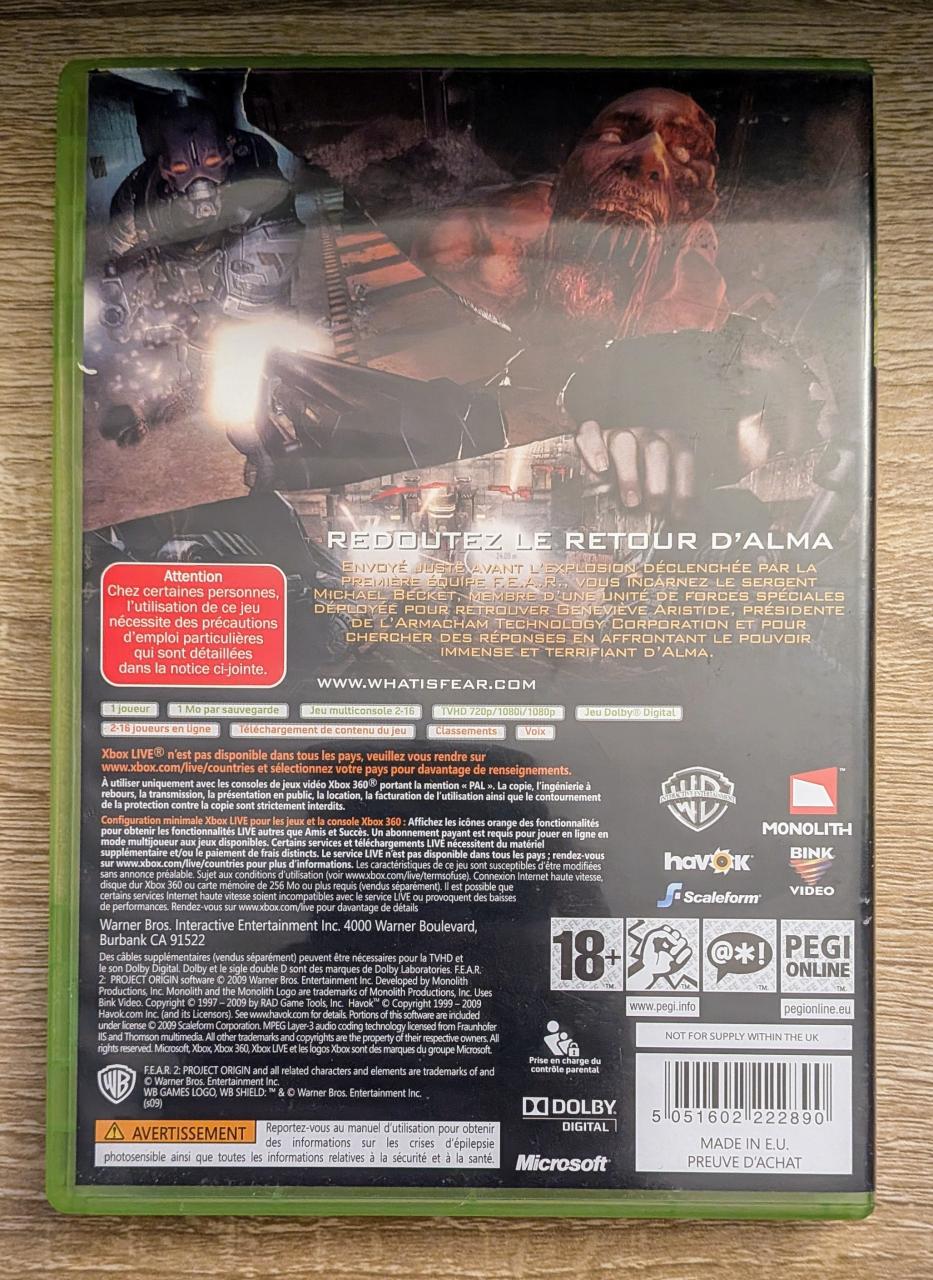 REDOUTEZ LE RETOUR D'ALMA
ENVOYÉ JUSTE AVANT L'EXPLOSION DÉCLENCHÉE PAR LA
PREMIÈRE ÉQUIPE F.E.A.R., VOUS INCARNEZ LE SERGENT
MICHAEL BECKET, MEMBRE D'UNE UNITÉ DE FORCES SPÉCIALES
DÉPLOYÉE POUR RETROUVER GENEVIÈVE ARISTIDE, PRÉSIDENTE
DE L'ARMACHAM TECHNOLOGY CORPORATION ET POUR
CHERCHER DES RÉPONSES EN AFFRONTANT LE POUVOIR
IMMENSE ET TERRIFIANT D'ALMA.
WWW.WHATISFEAR.COM
Attention
Chez certaines personnes,
l'utilisation de ce jeu
nécessite des précautions
d'emploi particulières
qui sont détaillées
dans la notice ci-jointe.
1 joueur 1 Mo par sauvegarde Jeu multiconsole 2-16 TVHD 720p/1080i/1080p Jeu Dolby® Digital
2-16 joueurs en ligne Téléchargement de contenu du jeu Classements Voix
Xbox LIVE® n'est pas disponible dans tous les pays, veuillez vous rendre sur
www.xbox.com/live/countries et sélectionnez votre pays pour davantage de renseignements.
À utiliser uniquement avec les consoles de jeux vidéo Xbox 360® portant la mention « PAL ». La copie, l'ingénierie à
rebours, la transmission, la présentation en public, la location, la facturation de l'utilisation ainsi que le contournement
de la protection contre la copie sont strictement interdits.
Configuration minimale Xbox LIVE pour les jeux et la console Xbox 360 : Affichez les icônes orange des fonctionnalités
pour obtenir les fonctionnalités LIVE autres que Amis et Succès. Un abonnement payant est requis pour jouer en ligne en
mode multijoueur aux jeux disponibles. Certains services et téléchargements LIVE nécessitent du matériel
supplémentaire et/ou le paiement de frais distincts. Le service LIVE n'est pas disponible dans tous les pays ; rendez-vous
sur www.xbox.com/live/countries pour plus d'informations. Les caractéristiques de ce jeu sont susceptibles d'être modifiées
sans annonce préalable. Sujet aux conditions d'utilisation (voir www.xbox.com/live/termsofuse). Connexion Internet haute vitesse,
disque dur Xbox 360 ou carte mémoire de 256 Mo ou plus requis (vendus séparément). Il est possible que
certains services Internet haute vitesse soient incompatibles avec le service LIVE ou provoquent des baisses
de performances. Rendez-vous sur www.xbox.com/live pour davantage de détails
Warner Bros. Interactive Entertainment Inc. 4000 Warner Boulevard,
Burbank CA 91522
Des câbles supplémentaires (vendus séparément) peuvent être nécessaires pour la TVHD et
le son Dolby Digital. Dolby et le sigle double D sont des marques de Dolby Laboratories. F.E.A.R.
2: PROJECT ORIGIN software © 2009 Warner Bros. Entertainment Inc. Developed by Monolith
Productions, Inc. Monolith and the Monolith Logo are trademarks of Monolith Productions, Inc. Uses
Bink Video. Copyright © 1997 – 2009 by RAD Game Tools, Inc. Havok™ © Copyright 1999 – 2009
Havok.com Inc. (and its Licensors). See www.havok.com for details. Portions of this software are included
under license © 2009 Scaleform Corporation. MPEG Layer-3 audio coding technology licensed from Fraunhofer
IIS and Thomson multimedia. All other trademarks and copyrights are the property of their respective owners. All
rights reserved. Microsoft, Xbox, Xbox 360, Xbox LIVE et les logos Xbox sont des marques du groupe Microsoft.
WB
F.E.A.R. 2: PROJECT ORIGIN and all related characters and elements are trademarks of and
© Warner Bros. Entertainment Inc.
WB GAMES LOGO, WB SHIELD: ™ & © Warner Bros. Entertainment Inc.
(s09)
AVERTISSEMENT
Reportez-vous au manuel d'utilisation pour obtenir
des informations sur les crises d'épilepsie
photosensible ainsi que toutes les informations relatives à la sécurité et à la santé.
WB
INTERACTIVE ENTERTAINMENT
MONOLITH™
havok
BINK
VIDEO
Scaleform
18+ ™ ™ @*! ™ PEGI
ONLINE ™
www.pegi.info pegionline.eu
Prise en charge du
contrôle parental
NOT FOR SUPPLY WITHIN THE UK
DOLBY
DIGITAL
Microsoft®
5 051602 222890
MADE IN E.U.
PREUVE D'ACHAT